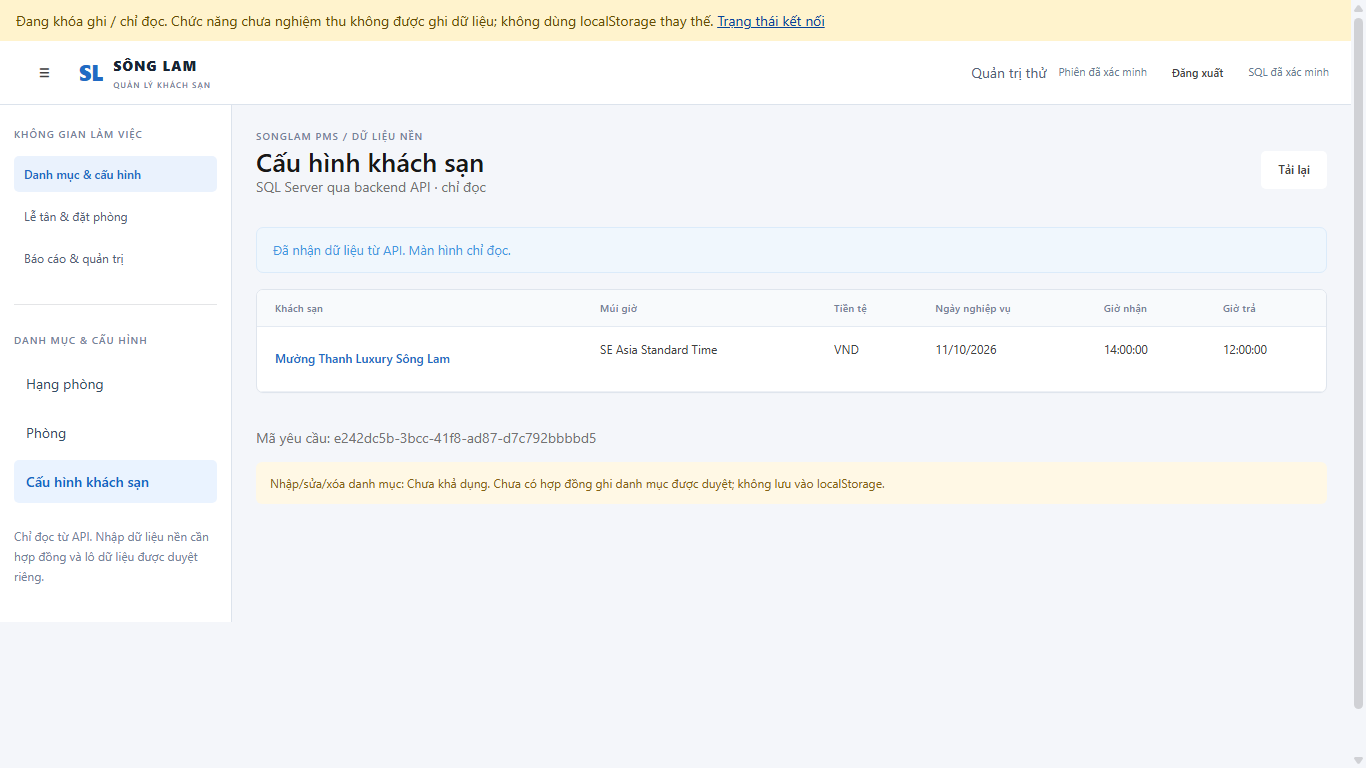 Đang khóa ghi / chỉ đọc. Chức năng chưa nghiệm thu không được ghi dữ liệu; không dùng localStorage thay thế. Trạng thái kết nối
☰ SL SÔNG LAM
QUẢN LÝ KHÁCH SẠN
Quản trị thử Phiên đã xác minh Đăng xuất SQL đã xác minh
KHÔNG GIAN LÀM VIỆC
Danh mục & cấu hình
Lễ tân & đặt phòng
Báo cáo & quản trị
DANH MỤC & CẤU HÌNH
Hạng phòng
Phòng
Cấu hình khách sạn
Chỉ đọc từ API. Nhập dữ liệu nền cần
hợp đồng và lô dữ liệu được duyệt
riêng.
SONGLAM PMS / DỮ LIỆU NỀN
Cấu hình khách sạn
SQL Server qua backend API · chỉ đọc
Tải lại
Đã nhận dữ liệu từ API. Màn hình chỉ đọc.
Khách sạn Múi giờ Tiền tệ Ngày nghiệp vụ Giờ nhận Giờ trả
Mường Thanh Luxury Sông Lam SE Asia Standard Time VND 11/10/2026 14:00:00 12:00:00
Mã yêu cầu: e242dc5b-3bcc-41f8-ad87-d7c792bbbbd5
Nhập/sửa/xóa danh mục: Chưa khả dụng. Chưa có hợp đồng ghi danh mục được duyệt; không lưu vào localStorage.